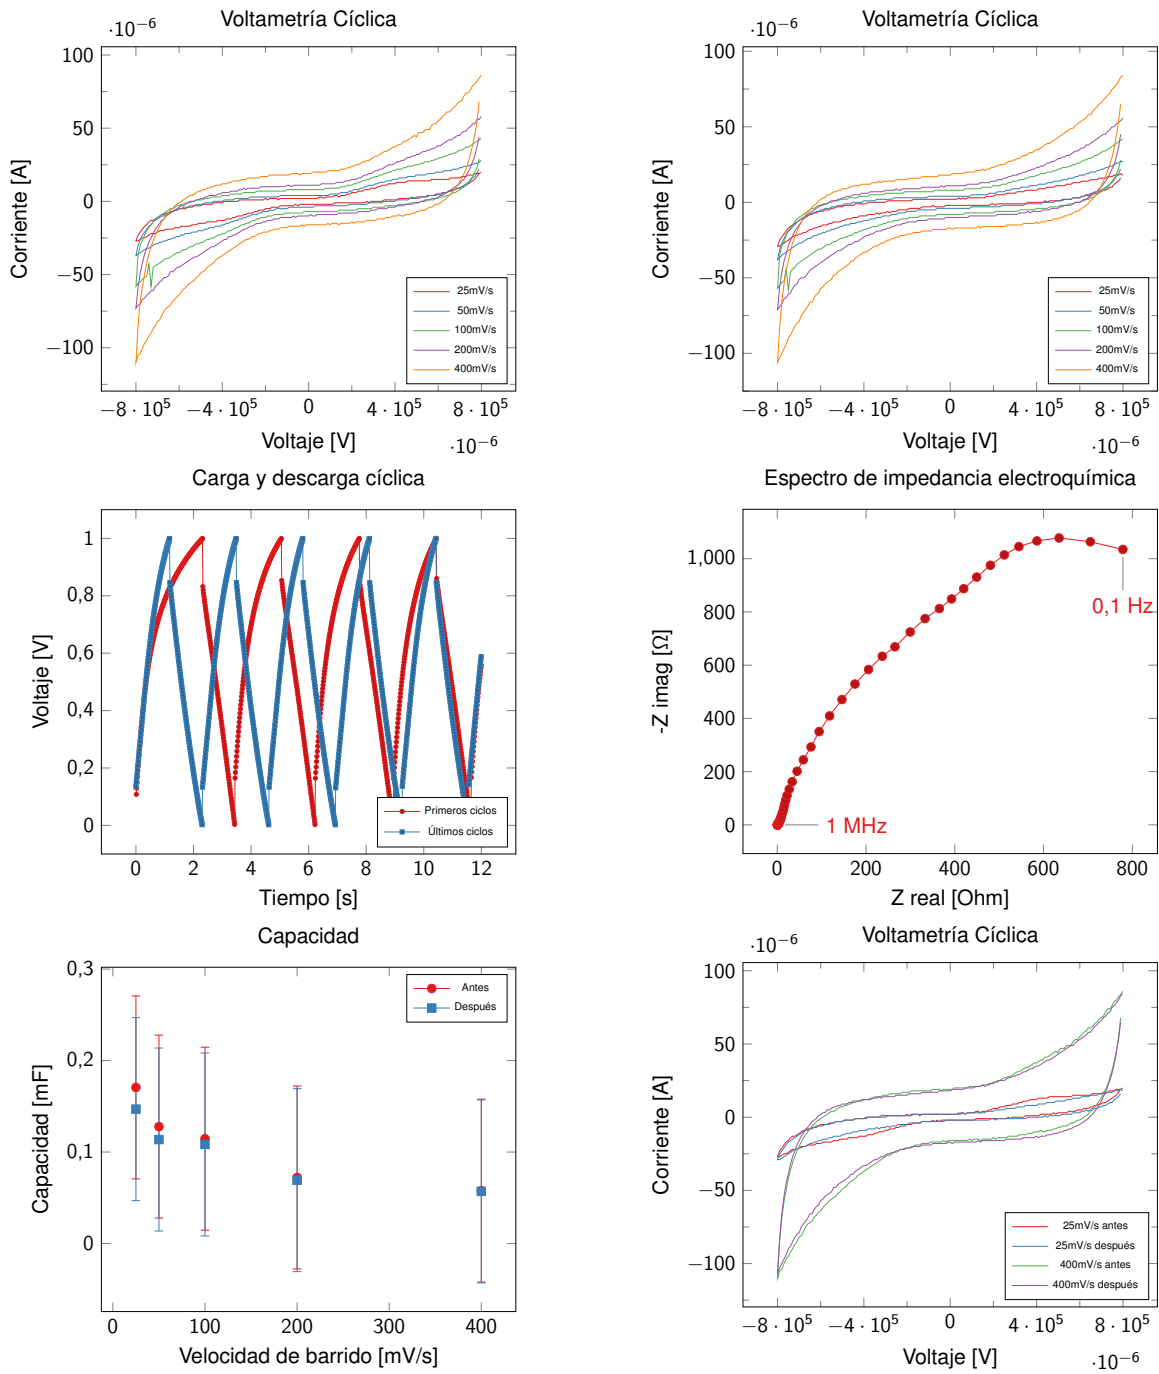 Voltametría Cíclica
·10⁻⁶
100
50
0
−50
−100
Corriente [A]
25mV/s
50mV/s
100mV/s
200mV/s
400mV/s
−8 · 10⁵ −4 · 10⁵ 0 4 · 10⁵ 8 · 10⁵
Voltaje [V]
·10⁻⁶
Voltametría Cíclica
·10⁻⁶
100
50
0
−50
−100
Corriente [A]
25mV/s
50mV/s
100mV/s
200mV/s
400mV/s
−8 · 10⁵ −4 · 10⁵ 0 4 · 10⁵ 8 · 10⁵
Voltaje [V]
·10⁻⁶
Carga y descarga cíclica
1
0,8
0,6
0,4
0,2
0
Voltaje [V]
Primeros ciclos
Últimos ciclos
0 2 4 6 8 10 12
Tiempo [s]
Espectro de impedancia electroquímica
1,000
800
600
400
200
0
-Z imag [Ω]
0,1 Hz
1 MHz
0 200 400 600 800
Z real [Ohm]
Capacidad
0,3
0,2
0,1
0
Capacidad [mF]
Antes
Después
0 100 200 300 400
Velocidad de barrido [mV/s]
Voltametría Cíclica
·10⁻⁶
100
50
0
−50
−100
Corriente [A]
25mV/s antes
25mV/s después
400mV/s antes
400mV/s después
−8 · 10⁵ −4 · 10⁵ 0 4 · 10⁵ 8 · 10⁵
Voltaje [V]
·10⁻⁶